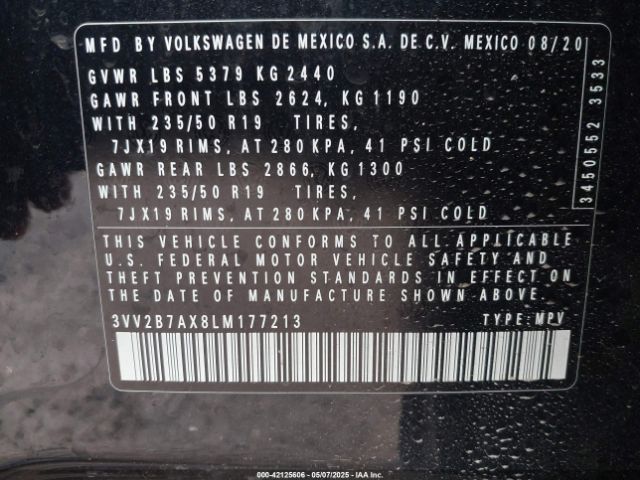 MFD BY VOLKSWAGEN DE MEXICO S.A. DE C.V. MEXICO 08/20
GVWR LBS 5379 KG 2440
GAWR FRONT LBS 2624, KG 1190
WITH 235/50 R19 TIRES,
7JX19 RIMS, AT 280 KPA, 41 PSI COLD
GAWR REAR LBS 2866, KG 1300
WITH 235/50 R19 TIRES,
7JX19 RIMS, AT 280 KPA, 41 PSI COLD
THIS VEHICLE CONFORMS TO ALL APPLICABLE
U.S. FEDERAL MOTOR VEHICLE SAFETY AND
THEFT PREVENTION STANDARDS IN EFFECT ON
THE DATE OF MANUFACTURE SHOWN ABOVE.
3VV2B7AX8LM177213 TYPE MPV
3450552 3533
000-42125606 - 05/07/2025 - IAAI.COM